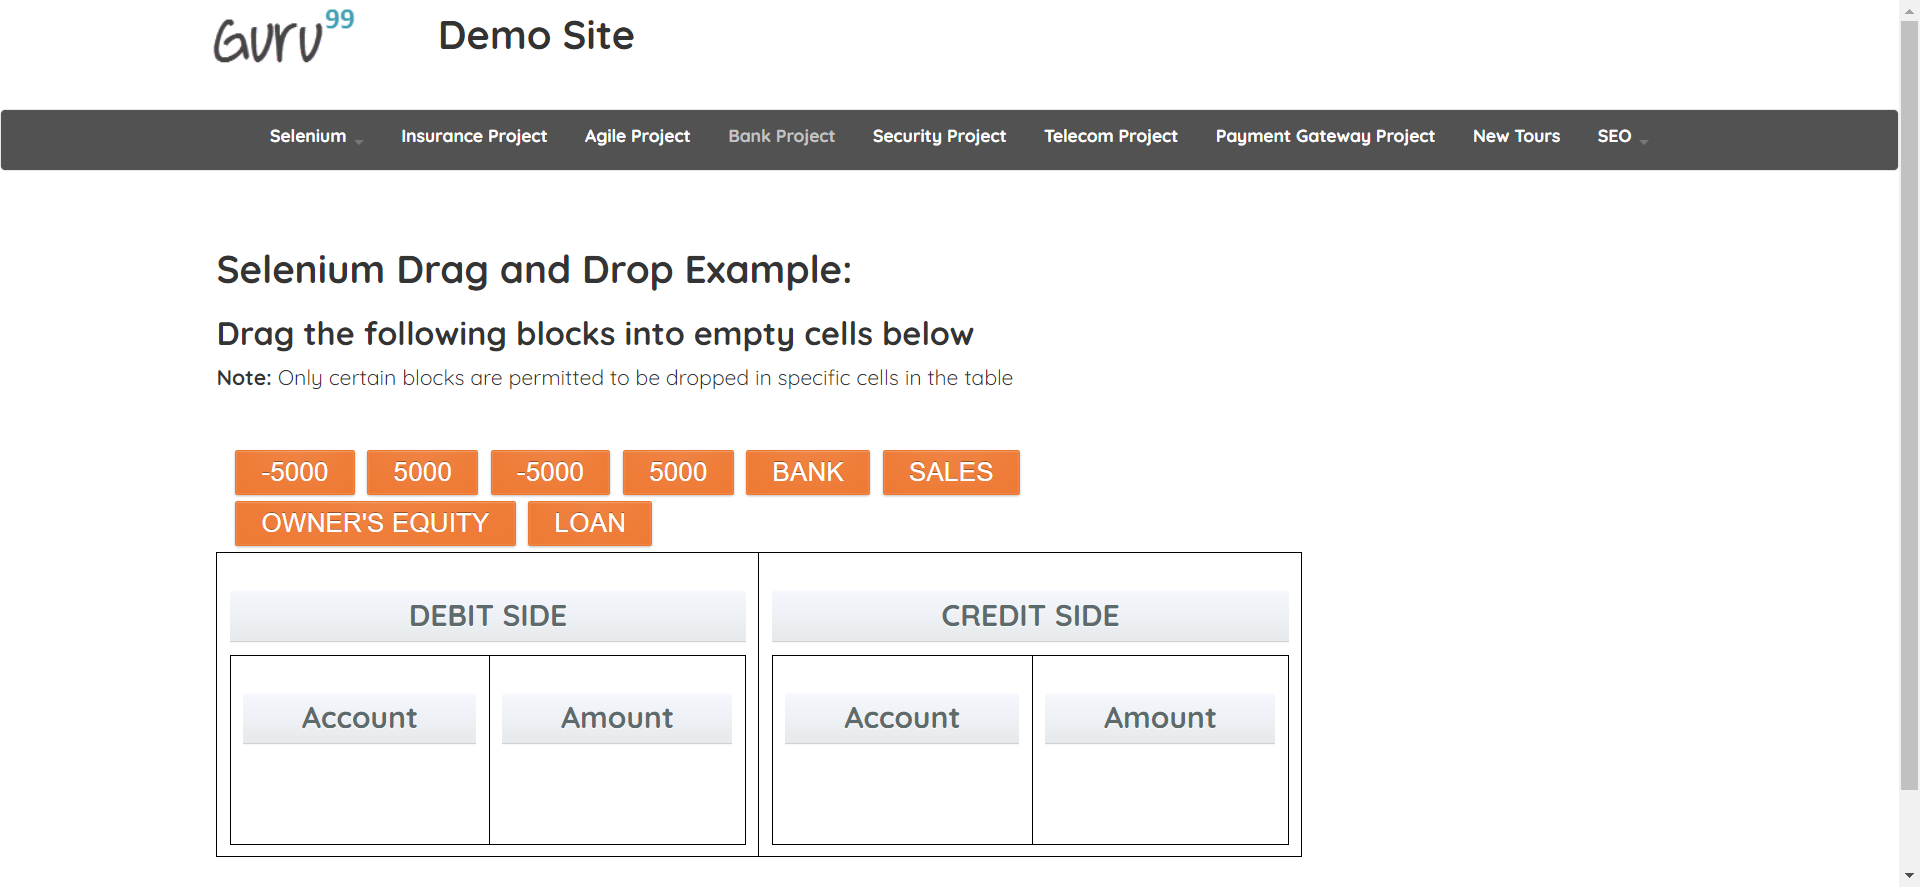 Guru99 Demo Site
Selenium Insurance Project Agile Project Bank Project Security Project Telecom Project Payment Gateway Project New Tours SEO
Selenium Drag and Drop Example:
Drag the following blocks into empty cells below
Note: Only certain blocks are permitted to be dropped in specific cells in the table
-5000 5000 -5000 5000 BANK SALES
OWNER'S EQUITY LOAN
DEBIT SIDE CREDIT SIDE
Account Amount Account Amount